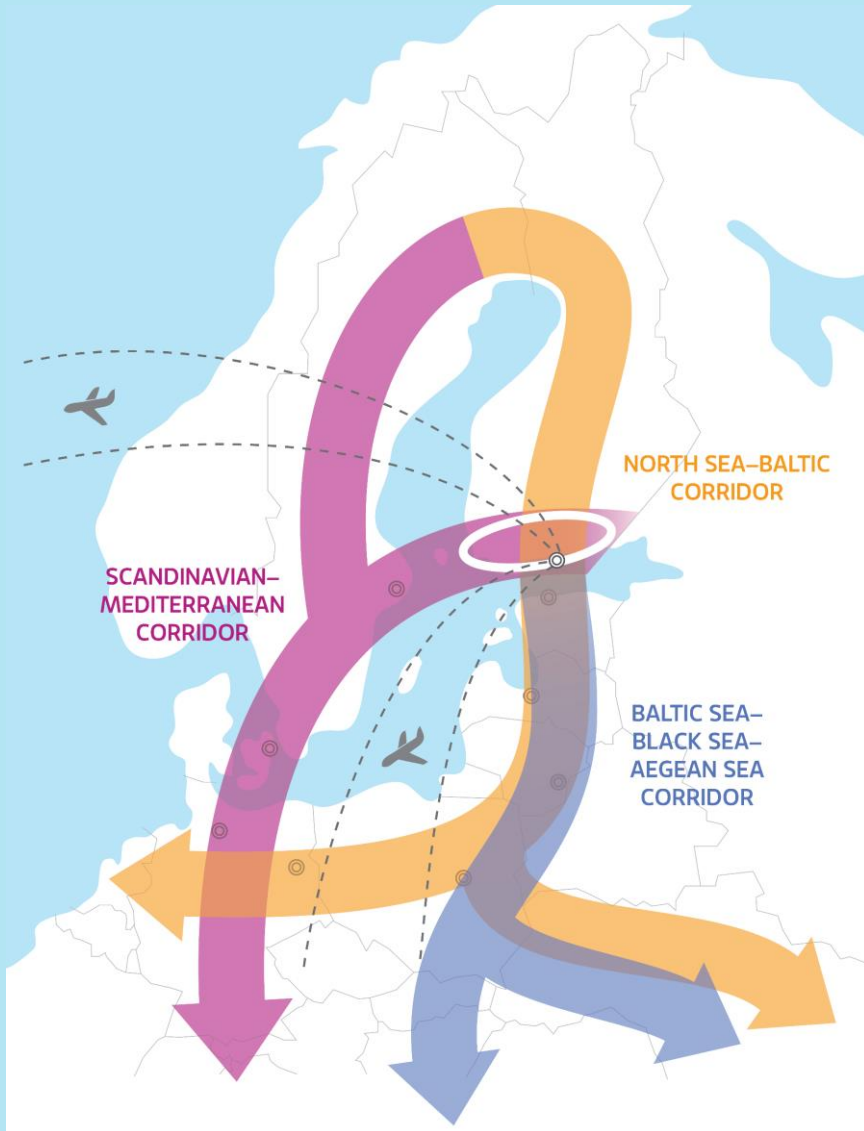 NORTH SEA–BALTIC
CORRIDOR
SCANDINAVIAN–
MEDITERRANEAN
CORRIDOR
BALTIC SEA–
BLACK SEA–
AEGEAN SEA
CORRIDOR